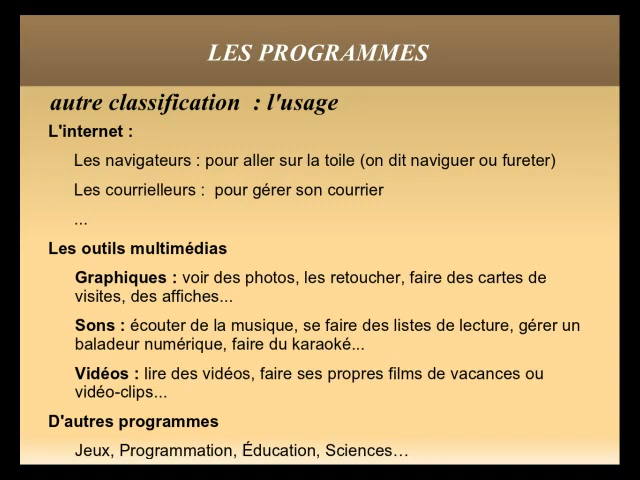 LES PROGRAMMES
autre classification : l'usage
L'internet :
Les navigateurs : pour aller sur la toile (on dit naviguer ou fureter)
Les courrielleurs : pour gérer son courrier
...
Les outils multimédias
Graphiques : voir des photos, les retoucher, faire des cartes de
visites, des affiches...
Sons : écouter de la musique, se faire des listes de lecture, gérer un
baladeur numérique, faire du karaoké...
Vidéos : lire des vidéos, faire ses propres films de vacances ou
vidéo-clips...
D'autres programmes
Jeux, Programmation, Éducation, Sciences…